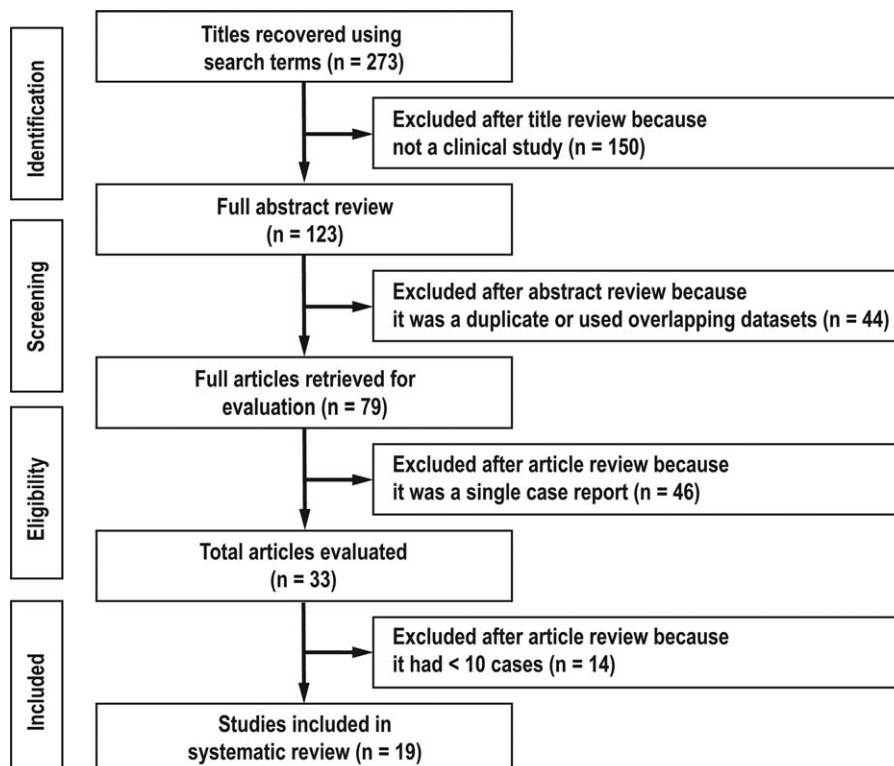 Titles recovered using
search terms (n = 273)
Identification
Excluded after title review because
not a clinical study (n = 150)
Full abstract review
(n = 123)
Screening
Excluded after abstract review because
it was a duplicate or used overlapping datasets (n = 44)
Full articles retrieved for
evaluation (n = 79)
Eligibility
Excluded after article review because
it was a single case report (n = 46)
Total articles evaluated
(n = 33)
Included
Excluded after article review because
it had < 10 cases (n = 14)
Studies included in
systematic review (n = 19)